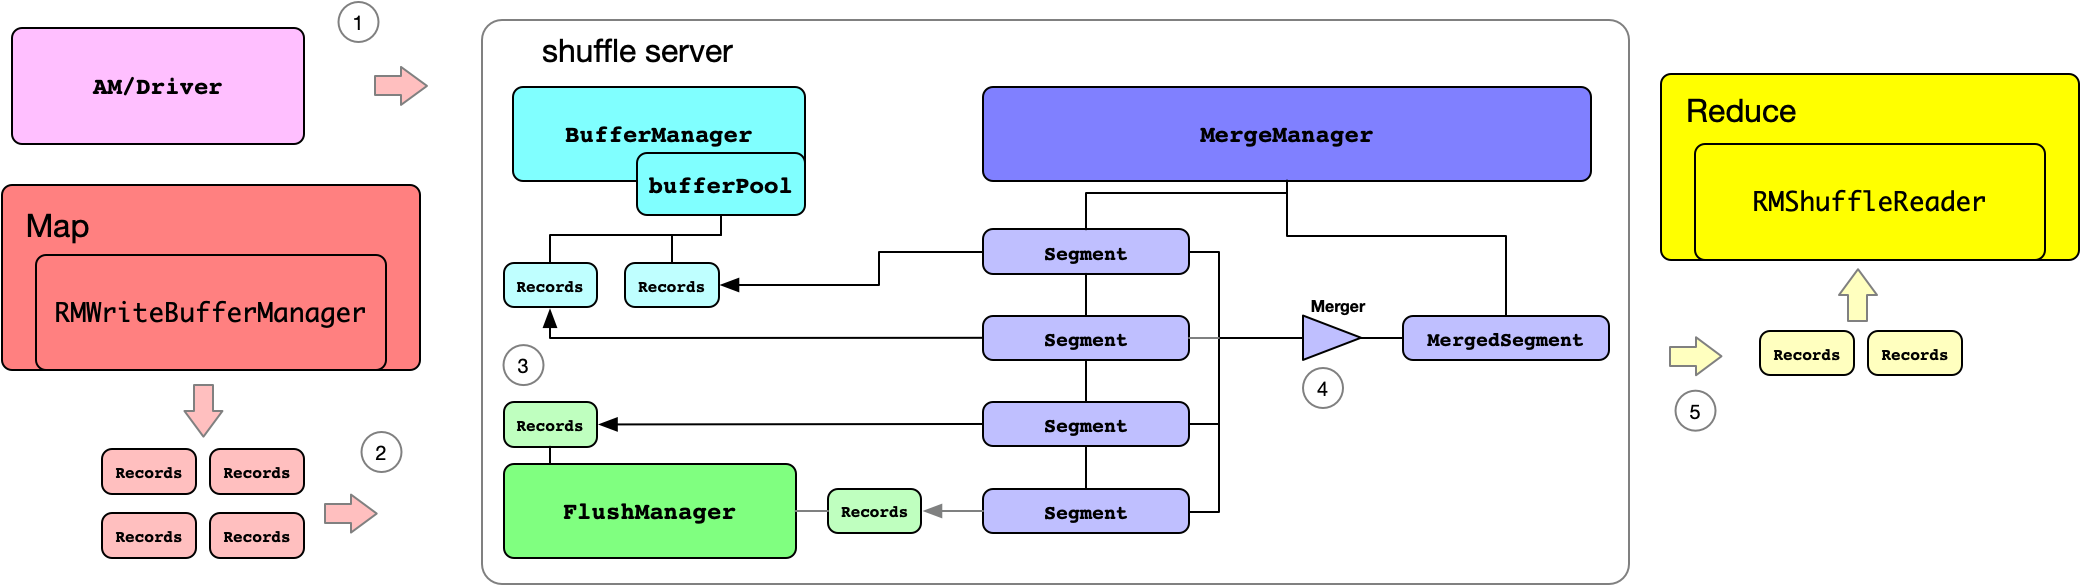 1
AM/Driver
Map
RMWriteBufferManager
Records
Records
Records
Records
2
shuffle server
BufferManager
bufferPool
Records
Records
3
Records
FlushManager
Records
MergeManager
Segment
Segment
Segment
Segment
Merger
4
MergedSegment
5
Reduce
RMShuffleReader
Records
Records